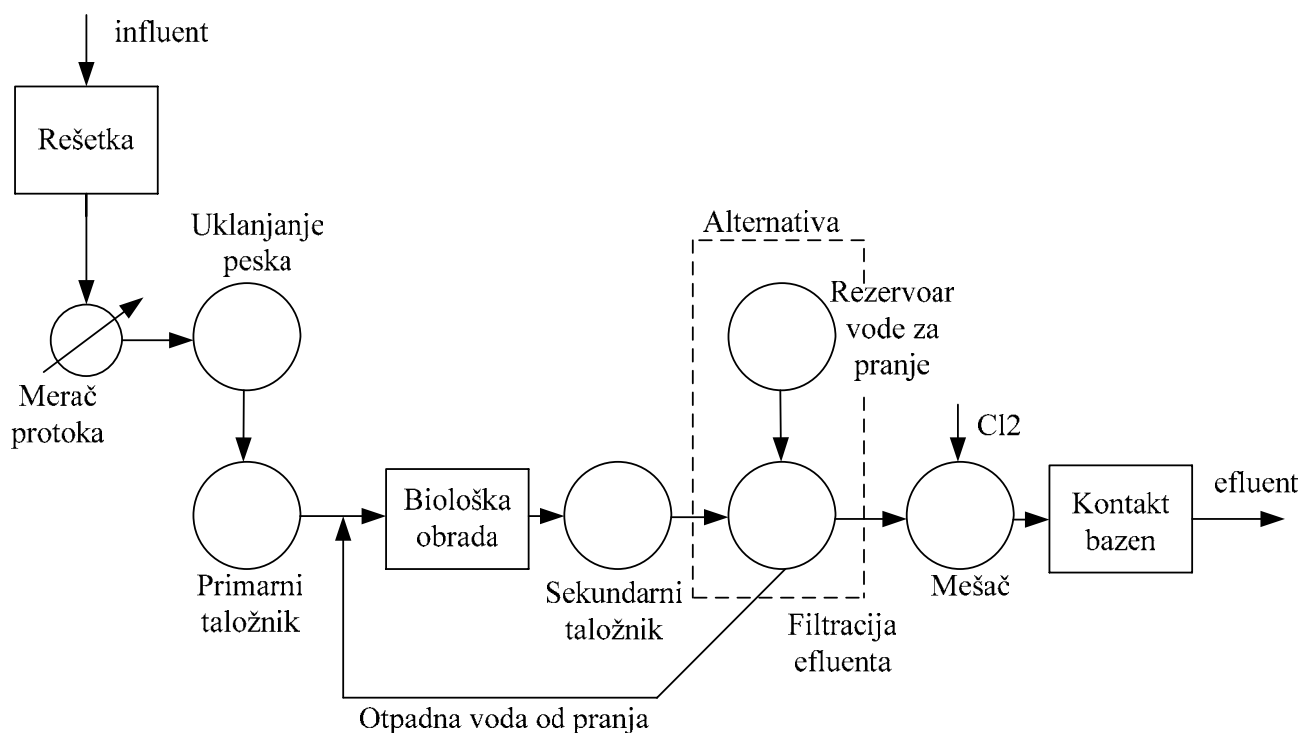 influent
Rešetka
Uklanjanje
peska
Merač
protoka
Alternativa
Rezervoar
vode za
pranje
Cl2
Primarni
taložnik
Biološka
obrada
Sekundarni
taložnik
Filtracija
efluenta
Mešač
Kontakt
bazen
efluent
Otpadna voda od pranja